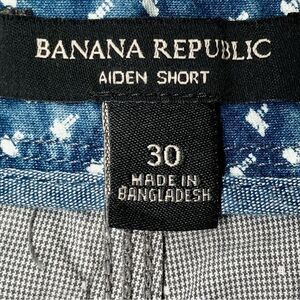 BANANA REPUBLIC
AIDEN SHORT
30
MADE IN
BANGLADESH